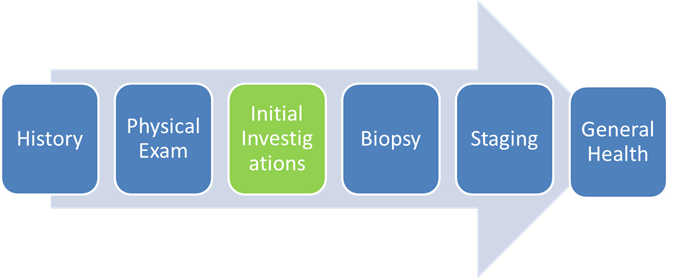 History
Physical
Exam
Initial
Investig
ations
Biopsy
Staging
General
Health